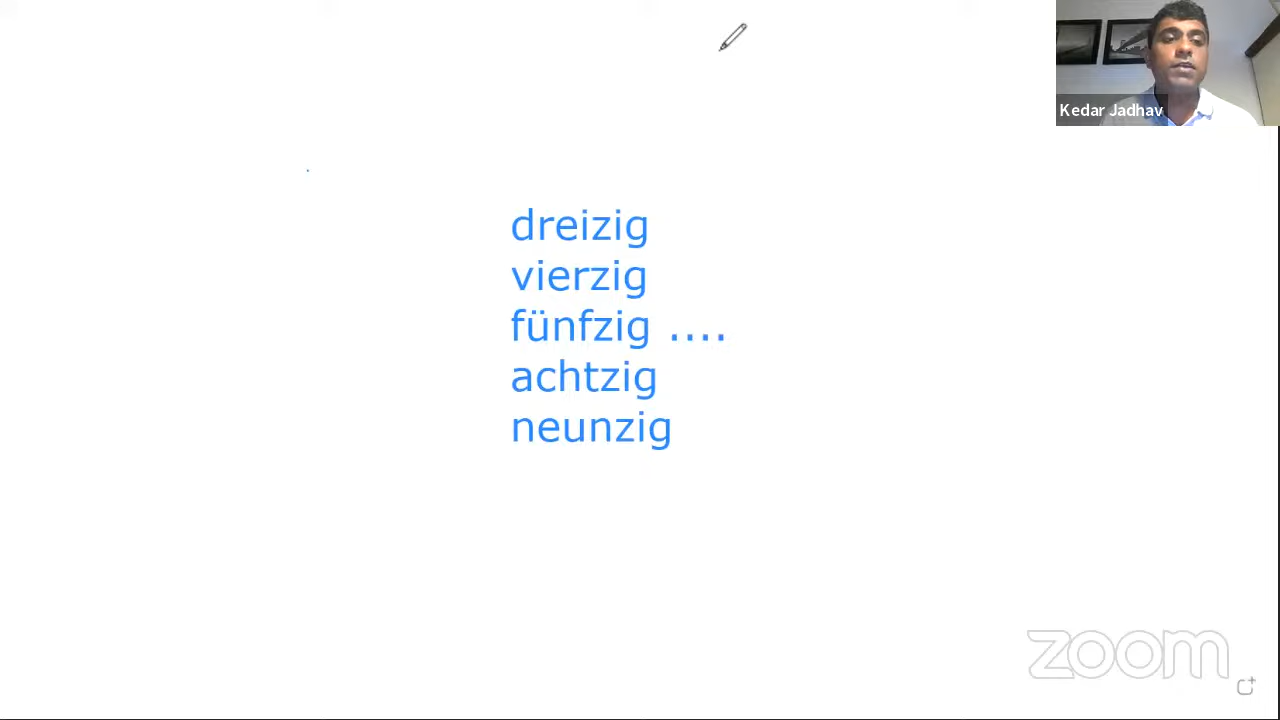 Kedar Jadhav
dreizig
vierzig
fünfzig ....
achtzig
neunzig
zoom